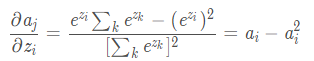 ∂a_j/∂z_i = (e^{z_i} ∑_k e^{z_k} − (e^{z_i})^2) / [∑_k e^{z_k}]^2 = a_i − a_i^2